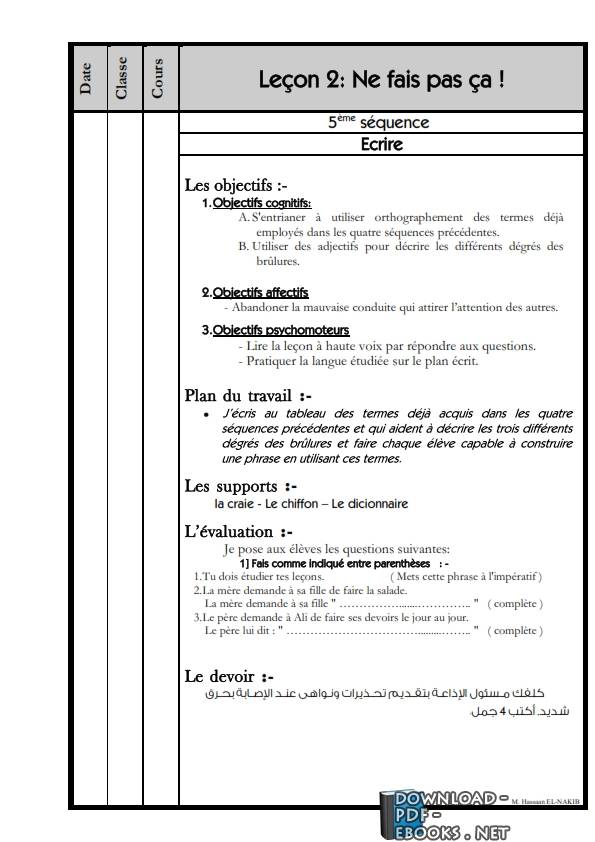 Date
Classe
Cours
Leçon 2: Ne fais pas ça !
5ème séquence
Ecrire
Les objectifs :-
1.Objectifs cognitifs:
A. S'entrianer à utiliser orthographement des termes déjà
employés dans les quatre séquences précédentes.
B. Utiliser des adjectifs pour décrire les différents dégrés des
brûlures.
2.Objectifs affectifs
- Abandoner la mauvaise conduite qui attirer l'attention des autres.
3.Objectifs psychomoteurs
- Lire la leçon à haute voix par répondre aux questions.
- Pratiquer la langue étudiée sur le plan écrit.
Plan du travail :-
• J'écris au tableau des termes déjà acquis dans les quatre
séquences précédentes et qui aident à décrire les trois différents
dégrés des brûlures et faire chaque élève capable à construire
une phrase en utilisant ces termes.
Les supports :-
la craie - Le chiffon – Le dicionnaire
L'évaluation :-
Je pose aux élèves les questions suivantes:
1] Fais comme indiqué entre parenthèses : -
1.Tu dois étudier tes leçons. ( Mets cette phrase à l'impératif )
2.La mère demande à sa fille de faire la salade.
La mère demande à sa fille " ……………......………….. " ( complète )
3.Le père demande à Ali de faire ses devoirs le jour au jour.
Le père lui dit : " ……………………………..........…….. " ( complète )
Le devoir :-
كلفك مسئول الإذاعة بتقديم تحذيرات ونواهى عند الإصابة بحرق
شديد. أكتب 4 جمل.
M. Hassaan EL-NAKIB
DOWNLOAD-
PDF-
EBOOKS.NET